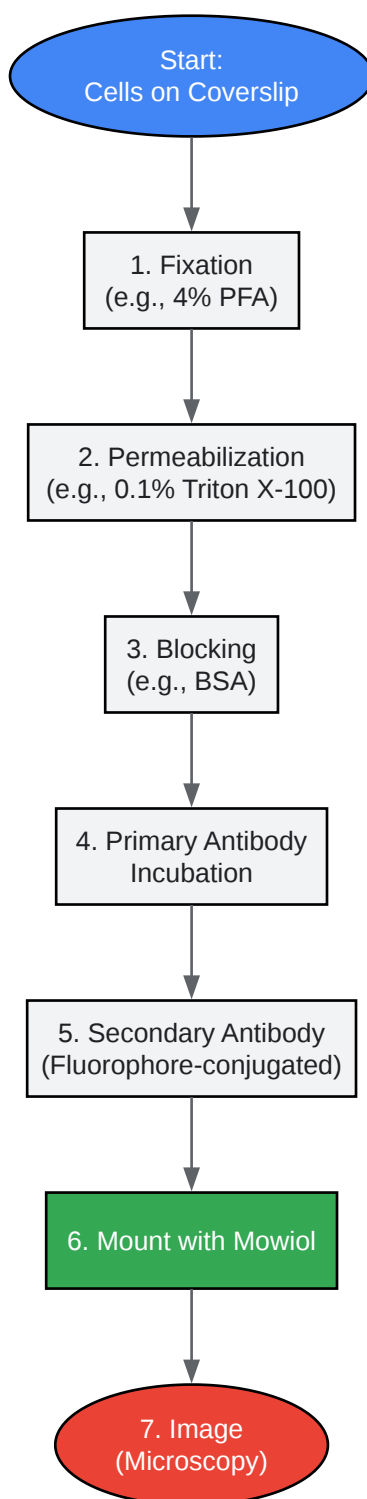 Start:
Cells on Coverslip
1. Fixation
(e.g., 4% PFA)
2. Permeabilization
(e.g., 0.1% Triton X-100)
3. Blocking
(e.g., BSA)
4. Primary Antibody
Incubation
5. Secondary Antibody
(Fluorophore-conjugated)
6. Mount with Mowiol
7. Image
(Microscopy)